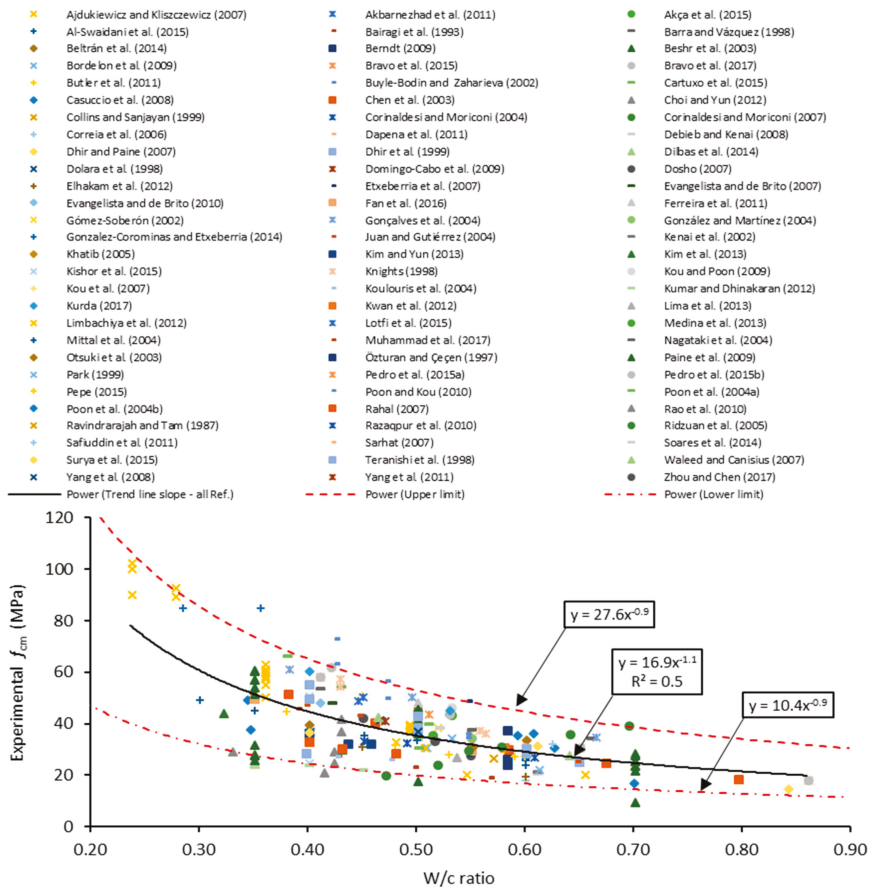 Ajdukiewicz and Kliszczewicz (2007) Akbarnezhad et al. (2011) Akça et al. (2015)
Al-Swaidani et al. (2015) Bairagi et al. (1993) Barra and Vázquez (1998)
Beltrán et al. (2014) Berndt (2009) Beshr et al. (2003)
Bordelon et al. (2009) Bravo et al. (2015) Bravo et al. (2017)
Butler et al. (2011) Buyle-Bodin and Zaharieva (2002) Cartuxo et al. (2015)
Casuccio et al. (2008) Chen et al. (2003) Choi and Yun (2012)
Collins and Sanjayan (1999) Corinaldesi and Moriconi (2004) Corinaldesi and Moriconi (2007)
Correia et al. (2006) Dapena et al. (2011) Debieb and Kenai (2008)
Dhir and Paine (2007) Dhir et al. (1999) Dilbas et al. (2014)
Dolara et al. (1998) Domingo-Cabo et al. (2009) Dosho (2007)
Elhakam et al. (2012) Etxeberria et al. (2007) Evangelista and de Brito (2007)
Evangelista and de Brito (2010) Fan et al. (2016) Ferreira et al. (2011)
Gómez-Soberón (2002) Gonçalves et al. (2004) González and Martínez (2004)
Gonzalez-Corominas and Etxeberria (2014) Juan and Gutiérrez (2004) Kenai et al. (2002)
Khatib (2005) Kim and Yun (2013) Kim et al. (2013)
Kishor et al. (2015) Knights (1998) Kou and Poon (2009)
Kou et al. (2007) Koulouris et al. (2004) Kumar and Dhinakaran (2012)
Kurda (2017) Kwan et al. (2012) Lima et al. (2013)
Limbachiya et al. (2012) Lotfi et al. (2015) Medina et al. (2013)
Mittal et al. (2004) Muhammad et al. (2017) Nagataki et al. (2004)
Otsuki et al. (2003) Özturan and Çeçen (1997) Paine et al. (2009)
Park (1999) Pedro et al. (2015a) Pedro et al. (2015b)
Pepe (2015) Poon and Kou (2010) Poon et al. (2004a)
Poon et al. (2004b) Rahal (2007) Rao et al. (2010)
Ravindrarajah and Tam (1987) Razaqpur et al. (2010) Ridzuan et al. (2005)
Safiuddin et al. (2011) Sarhat (2007) Soares et al. (2014)
Surya et al. (2015) Teranishi et al. (1998) Waleed and Canisius (2007)
Yang et al. (2008) Yang et al. (2011) Zhou and Chen (2017)
Power (Trend line slope - all Ref.) Power (Upper limit) Power (Lower limit)
120
100
80
60
40
20
0
Experimental ƒcm (MPa)
y = 27.6x^-0.9
y = 16.9x^-1.1
R² = 0.5
y = 10.4x^-0.9
0.20 0.30 0.40 0.50 0.60 0.70 0.80 0.90
W/c ratio